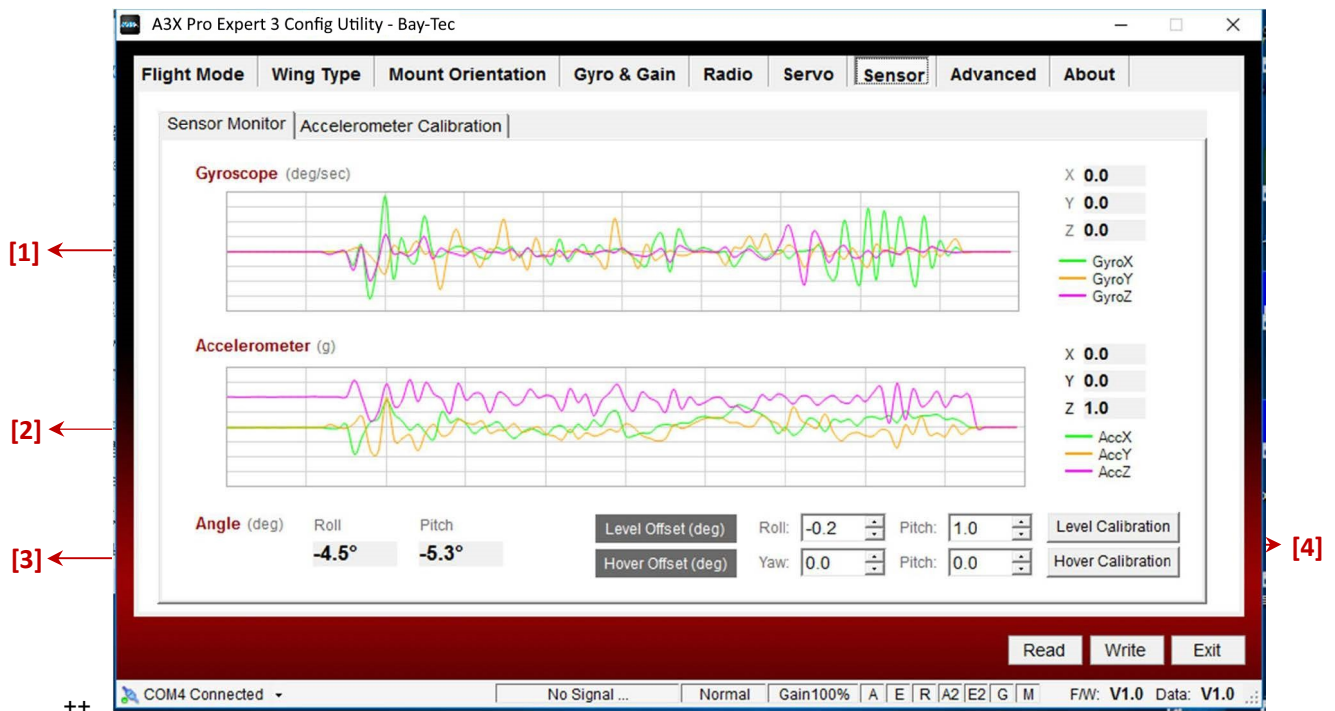 A3X Pro Expert 3 Config Utility - Bay-Tec
Flight Mode Wing Type Mount Orientation Gyro & Gain Radio Servo Sensor Advanced About
Sensor Monitor Accelerometer Calibration
Gyroscope (deg/sec)
X 0.0
Y 0.0
Z 0.0
GyroX
GyroY
GyroZ
[1]
Accelerometer (g)
X 0.0
Y 0.0
Z 1.0
AccX
AccY
AccZ
[2]
Angle (deg) Roll Pitch
-4.5° -5.3°
Level Offset (deg) Roll: -0.2 Pitch: 1.0 Level Calibration
Hover Offset (deg) Yaw: 0.0 Pitch: 0.0 Hover Calibration
[3]
[4]
Read Write Exit
COM4 Connected No Signal ... Normal Gain100% A E R A2 E2 G M F/W: V1.0 Data: V1.0
++